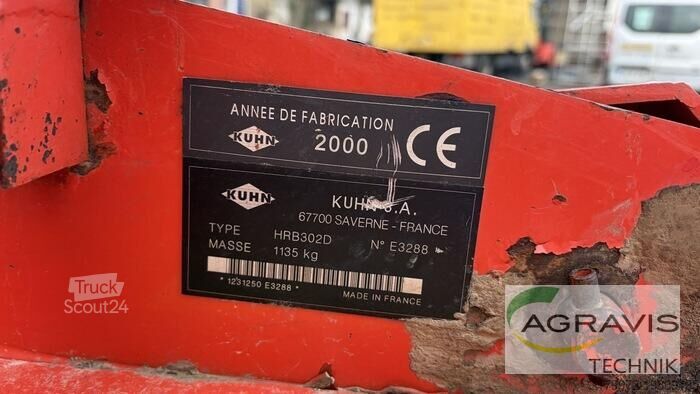 ANNEE DE FABRICATION
KUHN
2000
CE
KUHN
KUHN S.A.
67700 SAVERNE - FRANCE
TYPE HRB302D N° E3288
MASSE 1135 kg
* 1231250 E3288 *
MADE IN FRANCE
Truck
Scout24
AGRAVIS
TECHNIK